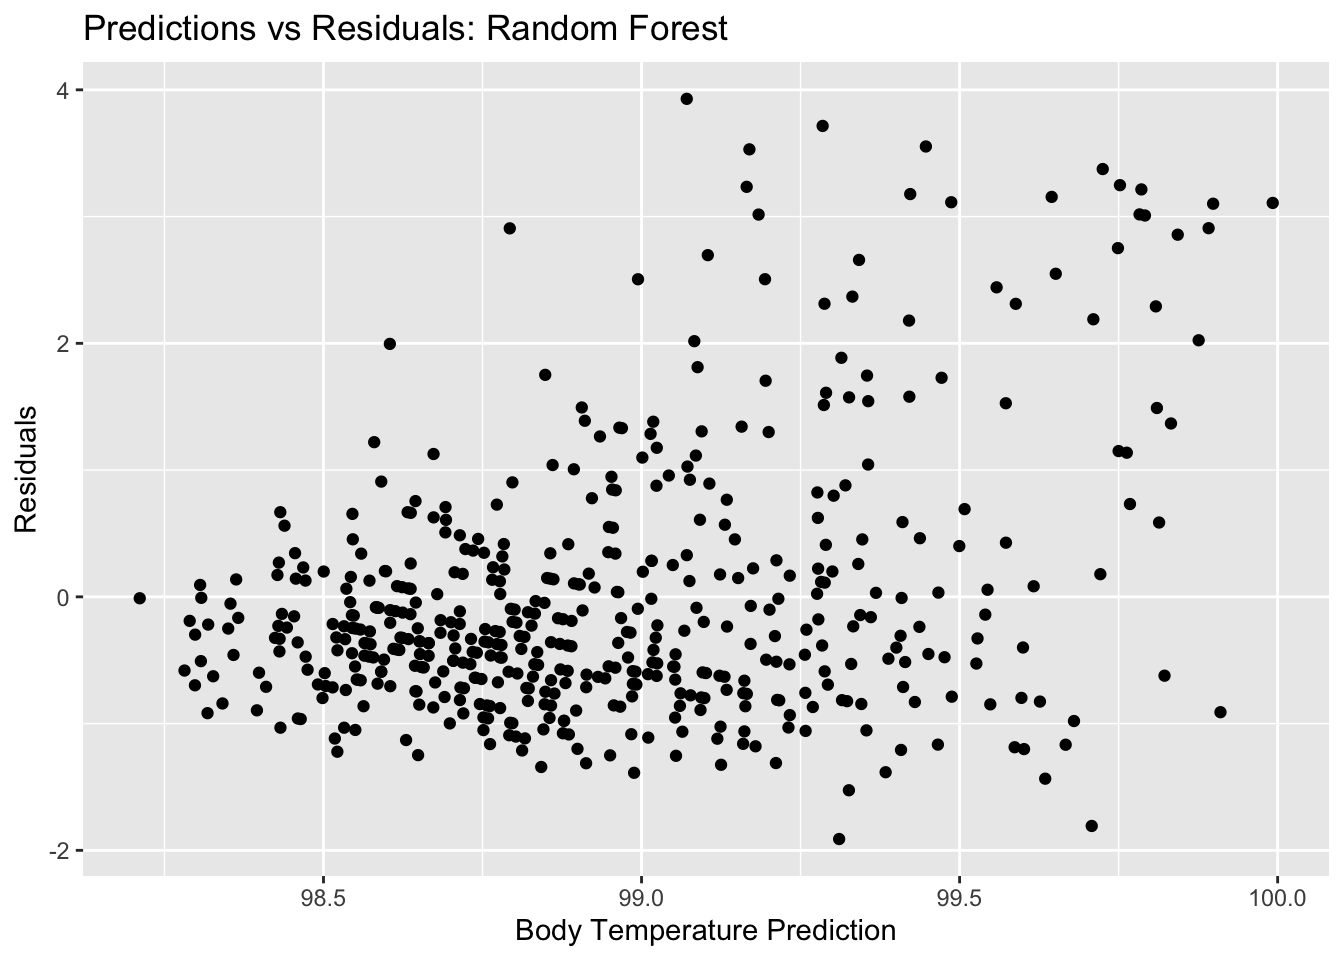 Predictions vs Residuals: Random Forest
4
2
0
-2
Residuals
98.5
99.0
99.5
100.0
Body Temperature Prediction